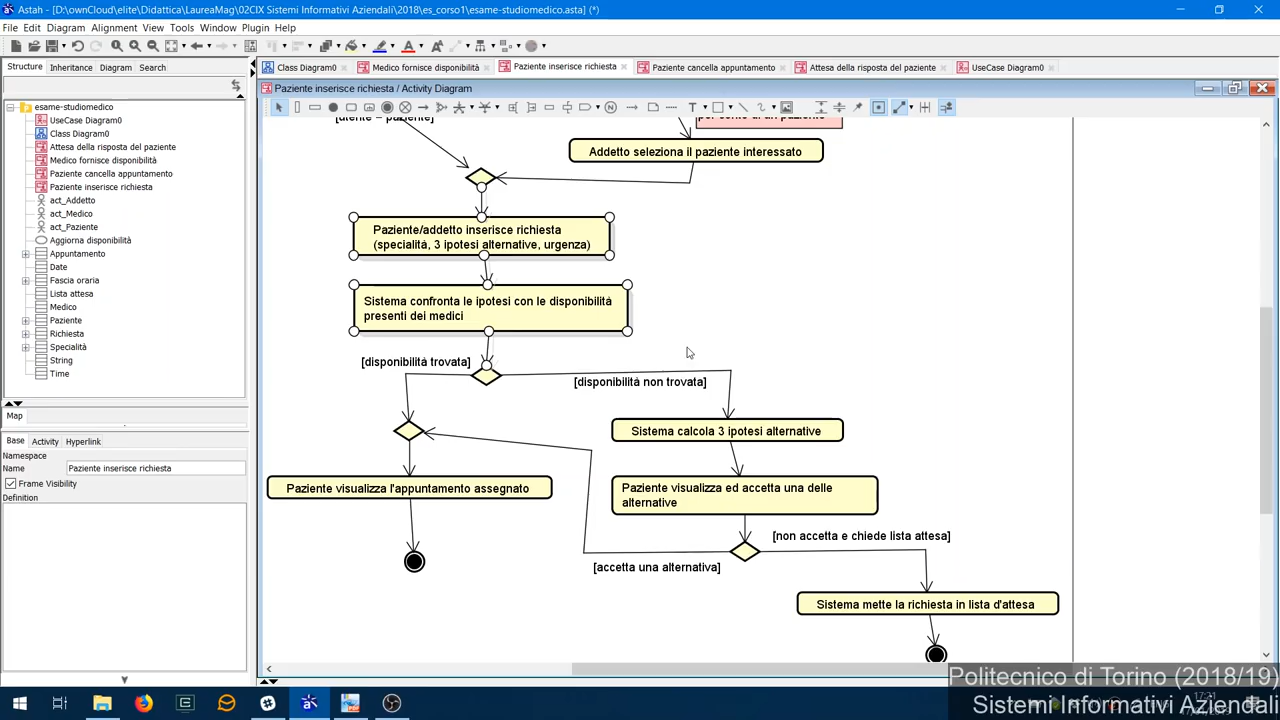 Astah - [D:\ownCloud\elite\Didattica\LaureaMag\02CIX Sistemi Informativi Aziendali\2018\es_corso1\esame-studiomedico.asta] (*)
File Edit Diagram Alignment View Tools Window Plugin Help
Structure Inheritance Diagram Search
Class Diagram0 Medico fornisce disponibilità Paziente inserisce richiesta Paziente cancella appuntamento Attesa della risposta del paziente UseCase Diagram0
Paziente inserisce richiesta / Activity Diagram
esame-studiomedico
UseCase Diagram0
Class Diagram0
Attesa della risposta del paziente
Medico fornisce disponibilità
Paziente cancella appuntamento
Paziente inserisce richiesta
act_Addetto
act_Medico
act_Paziente
Aggiorna disponibilità
Appuntamento
Date
Fascia oraria
Lista attesa
Medico
Paziente
Richiesta
Specialità
String
Time
Map
Base Activity Hyperlink
Namespace
Name Paziente inserisce richiesta
Frame Visibility
Definition
[utente = paziente]
per conto di un paziente
Addetto seleziona il paziente interessato
Paziente/addetto inserisce richiesta
(specialità, 3 ipotesi alternative, urgenza)
Sistema confronta le ipotesi con le disponibilità
presenti dei medici
[disponibilità trovata]
[disponibilità non trovata]
Sistema calcola 3 ipotesi alternative
Paziente visualizza l'appuntamento assegnato
Paziente visualizza ed accetta una delle
alternative
[non accetta e chiede lista attesa]
[accetta una alternativa]
Sistema mette la richiesta in lista d'attesa
Politecnico di Torino (2018/19)
Sistemi Informativi Aziendali